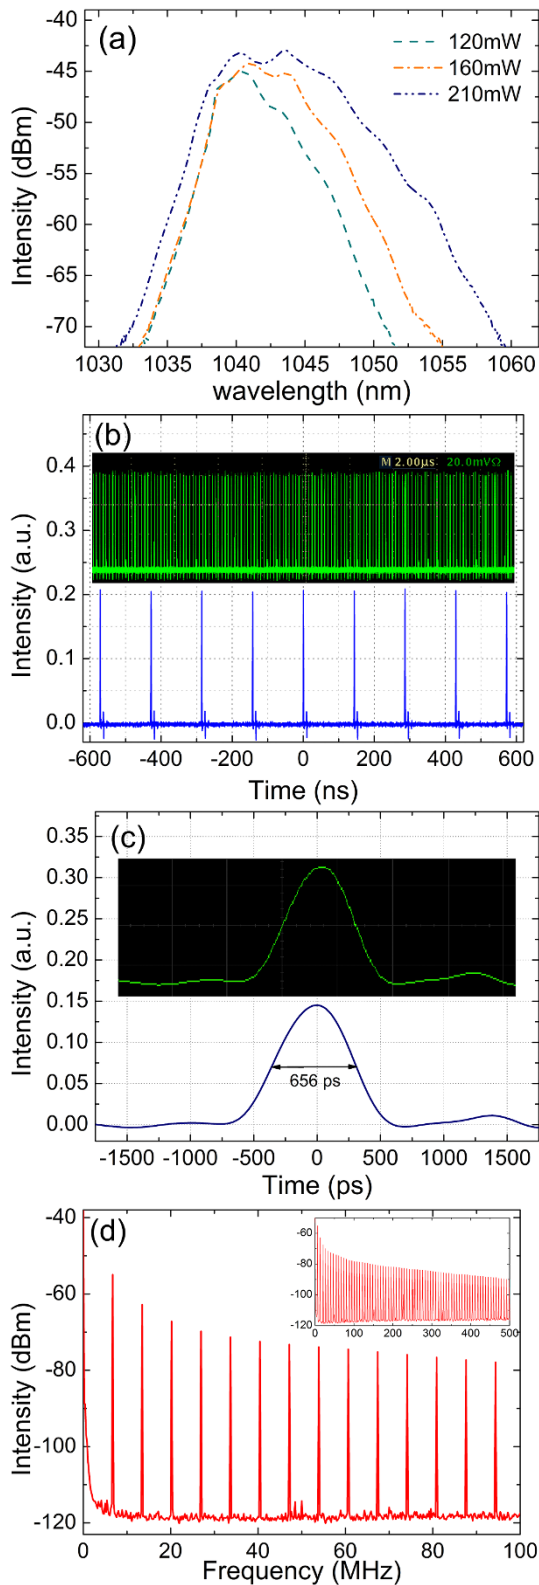 (a)
120mW
160mW
210mW
Intensity (dBm)
-40
-45
-50
-55
-60
-65
-70
1030 1035 1040 1045 1050 1055 1060
wavelength (nm)
(b)
M 2.00µs 20.0mVΩ
Intensity (a.u.)
0.4
0.3
0.2
0.1
0.0
-600 -400 -200 0 200 400 600
Time (ns)
(c)
Intensity (a.u.)
0.35
0.30
0.25
0.20
0.15
0.10
0.05
0.00
656 ps
-1500 -1000 -500 0 500 1000 1500
Time (ps)
(d)
Intensity (dBm)
-40
-60
-80
-100
-120
-60
-80
-100
-120
0 100 200 300 400 500
0 20 40 60 80 100
Frequency (MHz)